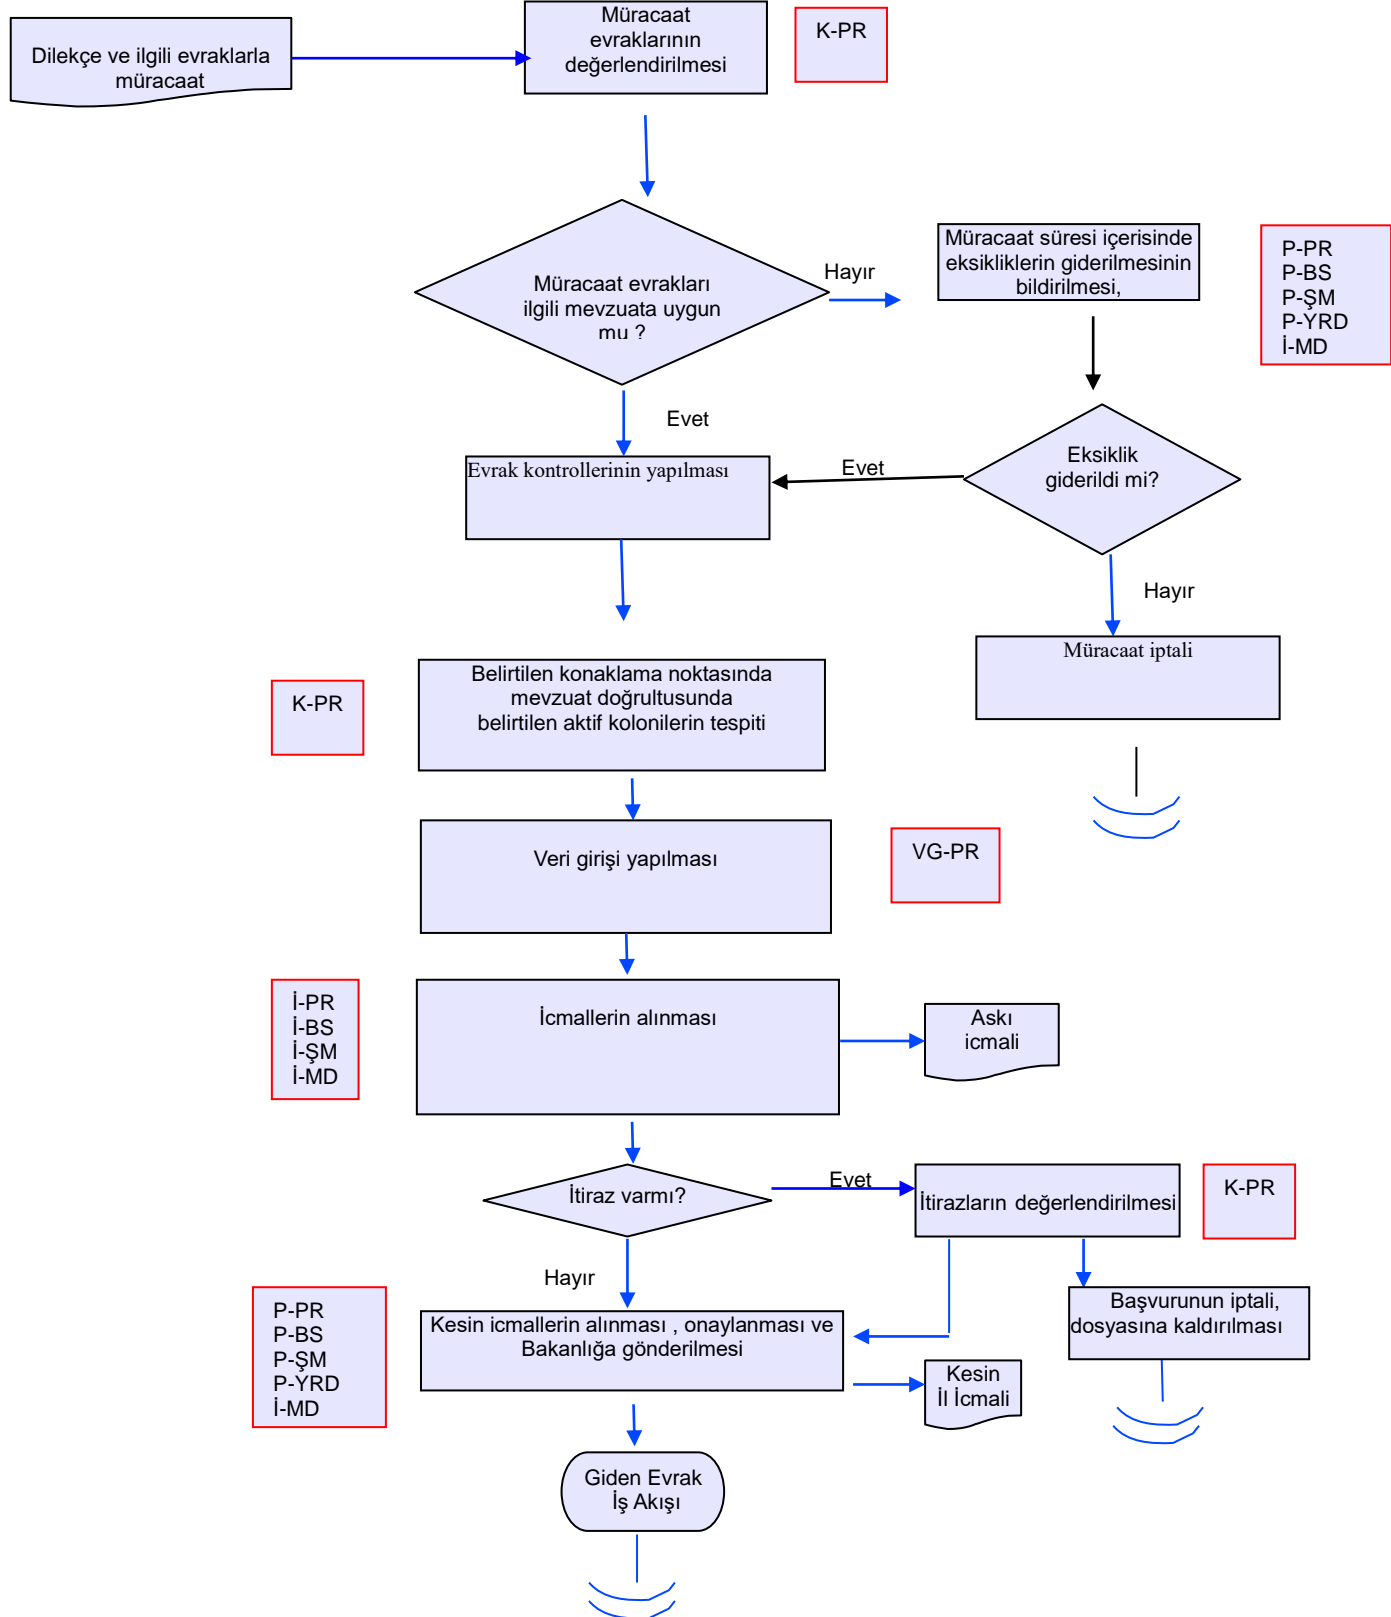 Dilekçe ve ilgili evraklarla
müracaat
Müracaat
evraklarının
değerlendirilmesi
K-PR
Müracaat evrakları
ilgili mevzuata uygun
mu ?
Hayır
Müracaat süresi içerisinde
eksikliklerin giderilmesinin
bildirilmesi,
P-PR
P-BS
P-ŞM
P-YRD
İ-MD
Evet
Evrak kontrollerinin yapılması
Evet
Eksiklik
giderildi mi?
Hayır
Müracaat iptali
K-PR
Belirtilen konaklama noktasında
mevzuat doğrultusunda
belirtilen aktif kolonilerin tespiti
Veri girişi yapılması
VG-PR
İ-PR
İ-BS
İ-ŞM
İ-MD
İcmallerin alınması
Askı
icmali
İtiraz varmı?
Evet
İtirazların değerlendirilmesi
K-PR
Hayır
P-PR
P-BS
P-ŞM
P-YRD
İ-MD
Kesin icmallerin alınması , onaylanması ve
Bakanlığa gönderilmesi
Başvurunun iptali,
dosyasına kaldırılması
Kesin
İl İcmali
Giden Evrak
İş Akışı